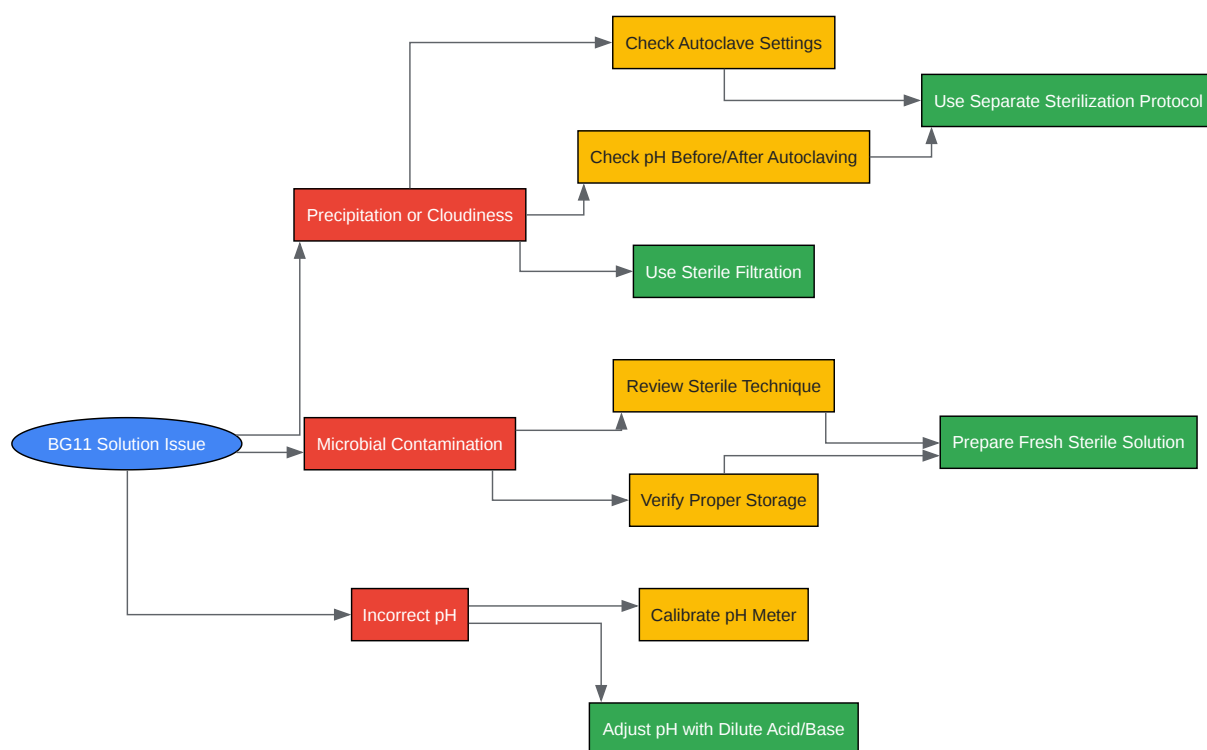 Check Autoclave Settings
Use Separate Sterilization Protocol
Check pH Before/After Autoclaving
Precipitation or Cloudiness
Use Sterile Filtration
Review Sterile Technique
BG11 Solution Issue
Microbial Contamination
Prepare Fresh Sterile Solution
Verify Proper Storage
Incorrect pH
Calibrate pH Meter
Adjust pH with Dilute Acid/Base